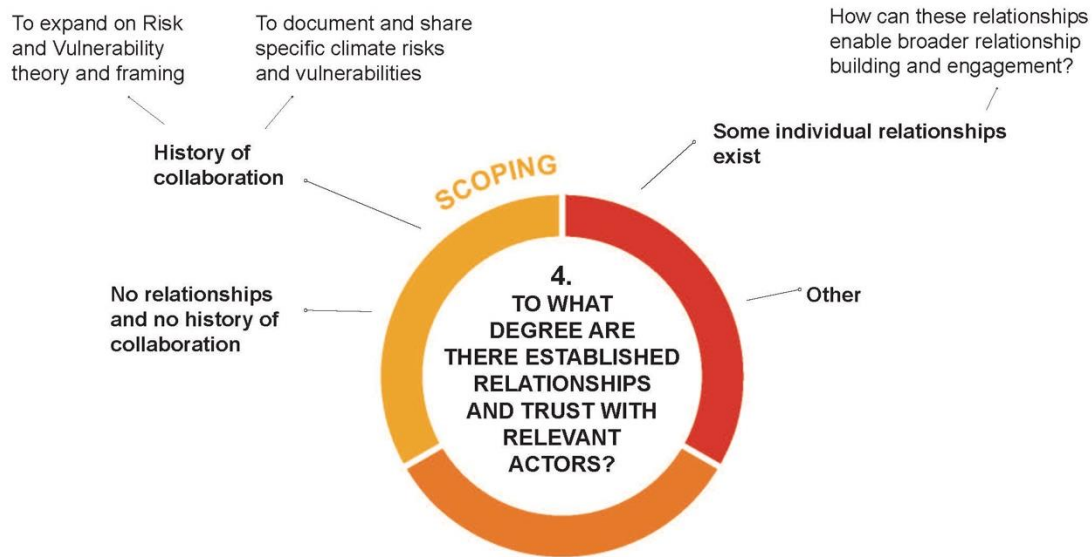 To expand on Risk
and Vulnerability
theory and framing
To document and share
specific climate risks
and vulnerabilities
How can these relationships
enable broader relationship
building and engagement?
History of
collaboration
Some individual relationships
exist
SCOPING
No relationships
and no history of
collaboration
Other
4.
TO WHAT
DEGREE ARE
THERE ESTABLISHED
RELATIONSHIPS
AND TRUST WITH
RELEVANT
ACTORS?